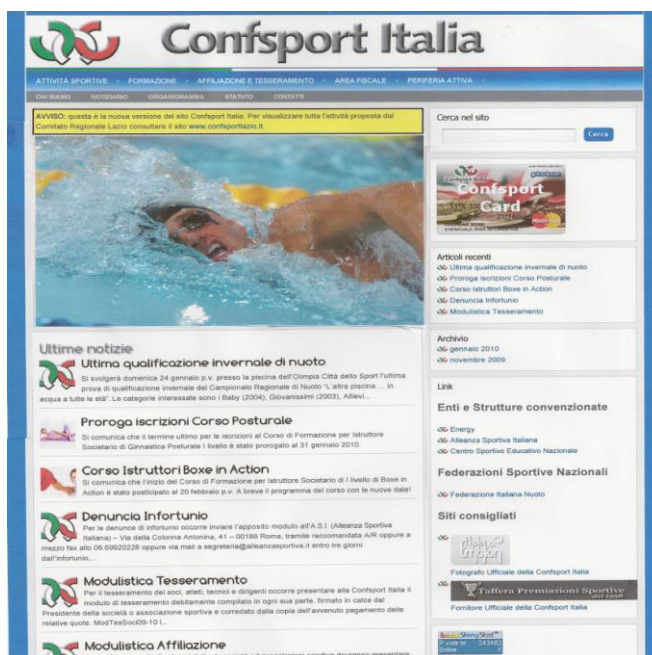 Confsport Italia
ATTIVITÀ SPORTIVE - FORMAZIONE - AFFILIAZIONE E TESSERAMENTO - AREA FISCALE - PERIFERIA ATTIVA -
CHI SIAMO NOTIZIARIO ORGANIGRAMMA STATUTO CONTATTI
AVVISO: questa è la nuova versione del sito Confsport Italia. Per visualizzare tutta l'attività proposta dal
Comitato Regionale Lazio consultare il sito www.confsportlazio.it
Ultime notizie
Ultima qualificazione invernale di nuoto
Si svolgerà domenica 24 gennaio p.v. presso la piscina dell'Olimpia Città dello Sport l'ultima
prova di qualificazione invernale del Campionato Regionale di Nuoto "L'altra piscina ... in
acqua a tutte le età". Le categorie interessate sono i Baby (2004), Giovanissimi (2003), Allievi...
Proroga iscrizioni Corso Posturale
Si comunica che il termine ultimo per le iscrizioni al Corso di Formazione per Istruttore
Societario di Ginnastica Posturale I livello è stato prorogato al 31 gennaio 2010.
Corso Istruttori Boxe in Action
Si comunica che l'inizio del Corso di Formazione per Istruttore Societario di I livello di Boxe in
Action è stato posticipato al 20 febbraio p.v. A breve il programma del corso con le nuove date!
Denuncia Infortunio
Per le denunce di infortunio occorre inviare l'apposito modulo all'A.S.I. (Alleanza Sportiva
Italiana) – Via della Colonna Antonina, 41 – 00186 Roma, tramite raccomandata A/R oppure a
mezzo fax allo 06.69920228 oppure via mail a segreteria@alleanzasportiva.it entro tre giorni
dall'infortunio,...
Modulistica Tesseramento
Per il tesseramento dei soci, atleti, tecnici e dirigenti occorre presentare alla Confsport Italia il
modulo di tesseramento debitamente compilato in ogni sua parte, firmato in calce dal
Presidente della società o associazione sportiva e corredato dalla copia dell'avvenuto pagamento delle
relative quote. ModTesSoci09-10 l...
Modulistica Affiliazione
Cerca nel sito
Cerca
Confsport
Card
Articoli recenti
Ultima qualificazione invernale di nuoto
Proroga iscrizioni Corso Posturale
Corso Istruttori Boxe in Action
Denuncia Infortunio
Modulistica Tesseramento
Archivio
gennaio 2010
novembre 2009
Link
Enti e Strutture convenzionate
Energy
Alleanza Sportiva Italiana
Centro Sportivo Educativo Nazionale
Federazioni Sportive Nazionali
Federazione Italiana Nuoto
Siti consigliati
Fotografo Ufficiale della Confsport Italia
Taffera Premiazioni Sportive
Fornitore Ufficiale della Confsport Italia
ShinyStat